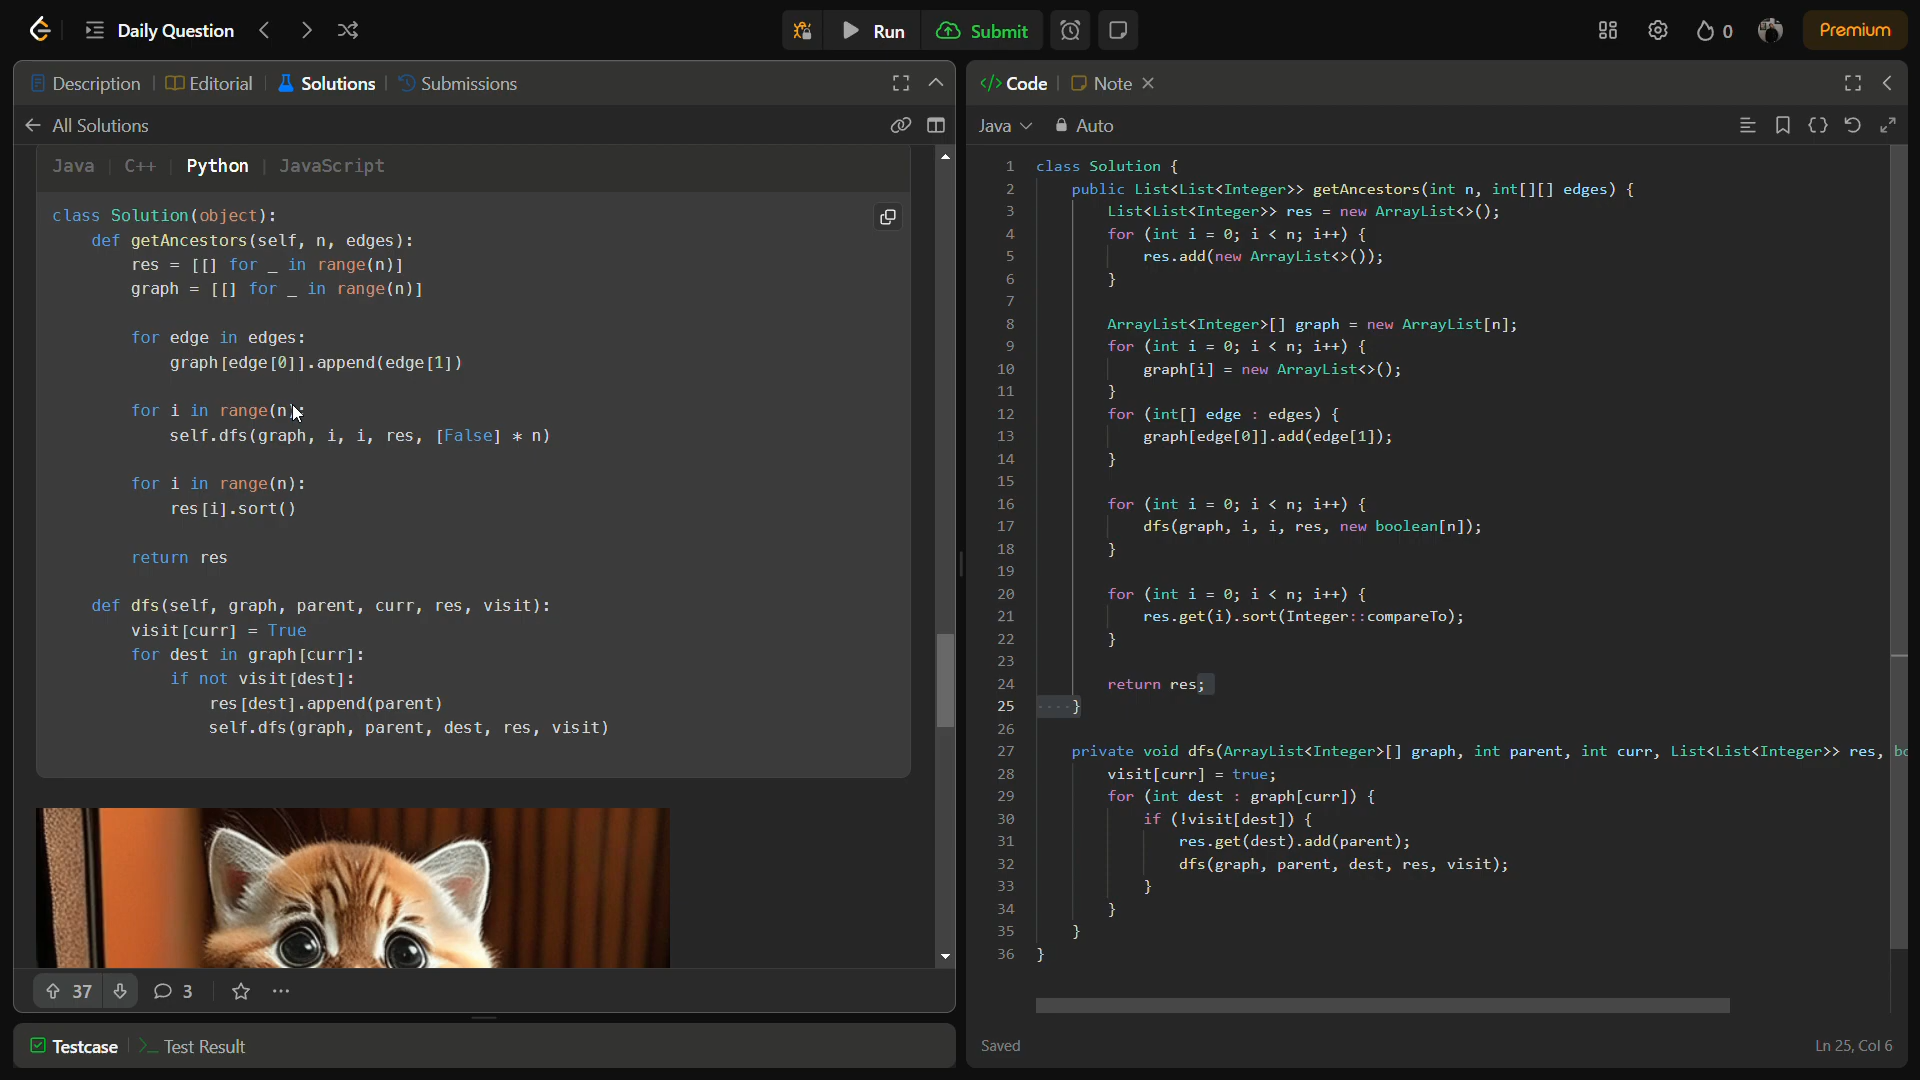 Daily Question
Run
Submit
0
Premium
Description
Editorial
Solutions
Submissions
All Solutions
Java
C++
Python
JavaScript
class Solution(object):
    def getAncestors(self, n, edges):
        res = [[] for _ in range(n)]
        graph = [[] for _ in range(n)]
        for edge in edges:
            graph[edge[0]].append(edge[1])
        for i in range(n):
            self.dfs(graph, i, i, res, [False] * n)
        for i in range(n):
            res[i].sort()
        return res
    def dfs(self, graph, parent, curr, res, visit):
        visit[curr] = True
        for dest in graph[curr]:
            if not visit[dest]:
                res[dest].append(parent)
                self.dfs(graph, parent, dest, res, visit)
37
3
Testcase
Test Result
</> Code
Note
Java
Auto
1 class Solution {
2     public List<List<Integer>> getAncestors(int n, int[][] edges) {
3         List<List<Integer>> res = new ArrayList<>();
4         for (int i = 0; i < n; i++) {
5             res.add(new ArrayList<>());
6         }
7
8         ArrayList<Integer>[] graph = new ArrayList[n];
9         for (int i = 0; i < n; i++) {
10             graph[i] = new ArrayList<>();
11         }
12         for (int[] edge : edges) {
13             graph[edge[0]].add(edge[1]);
14         }
15
16         for (int i = 0; i < n; i++) {
17             dfs(graph, i, i, res, new boolean[n]);
18         }
19
20         for (int i = 0; i < n; i++) {
21             res.get(i).sort(Integer::compareTo);
22         }
23
24         return res;
25     }
26
27     private void dfs(ArrayList<Integer>[] graph, int parent, int curr, List<List<Integer>> res,
28         visit[curr] = true;
29         for (int dest : graph[curr]) {
30             if (!visit[dest]) {
31                 res.get(dest).add(parent);
32                 dfs(graph, parent, dest, res, visit);
33             }
34         }
35     }
36 }
Saved
Ln 25, Col 6